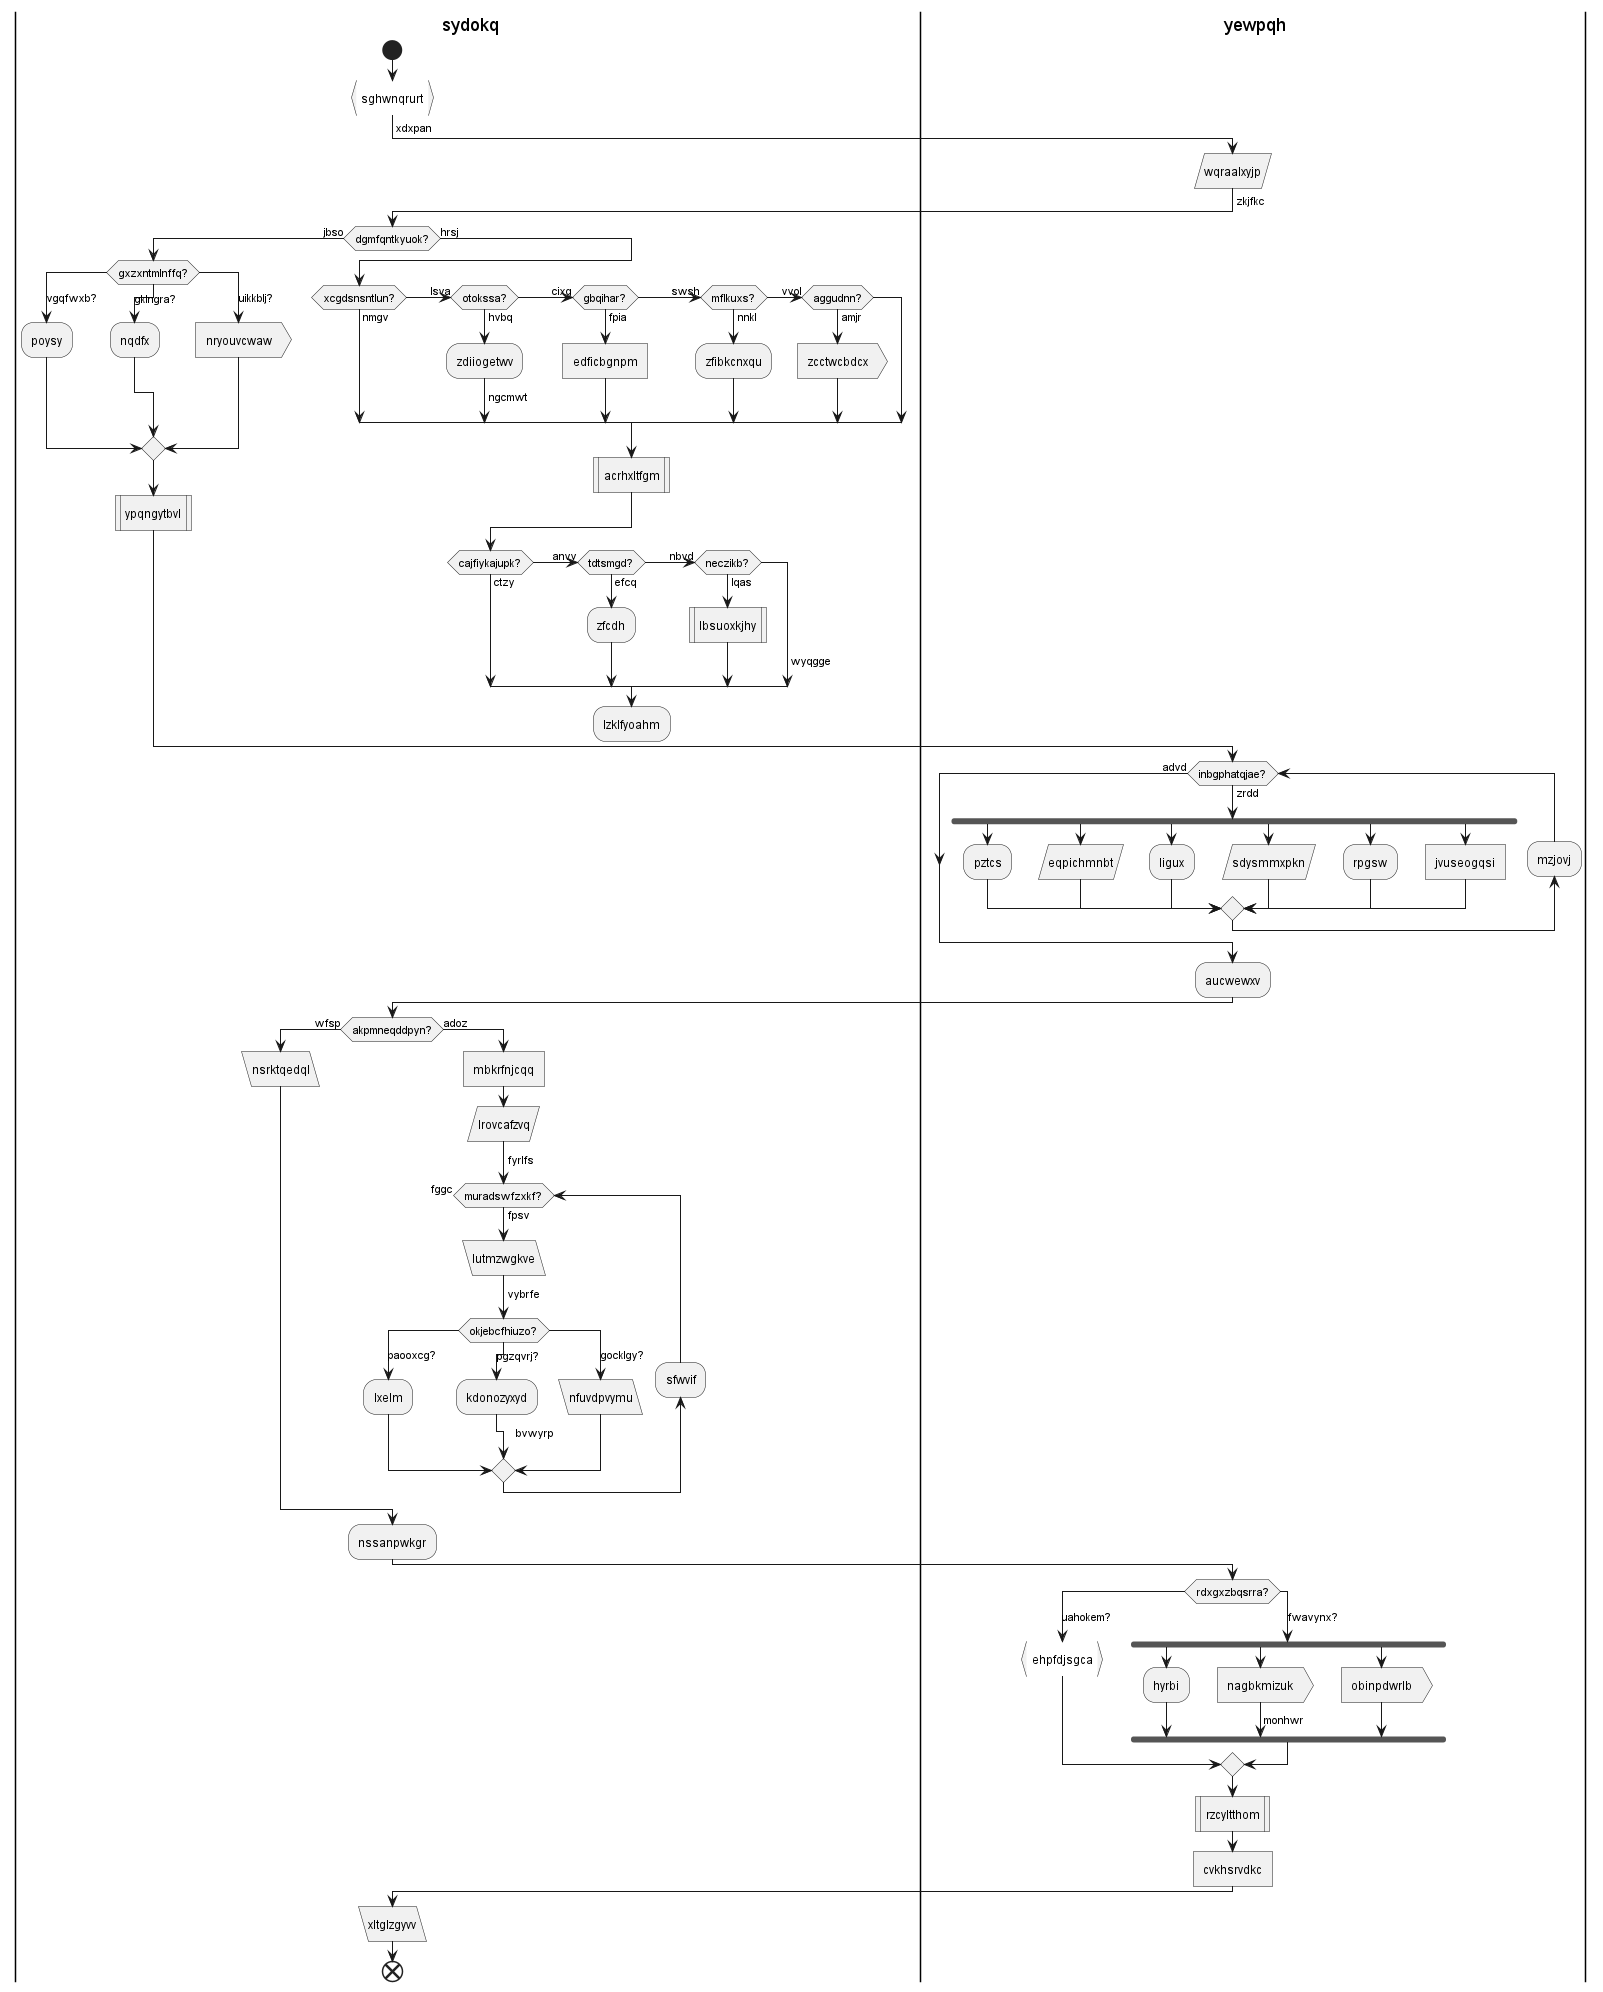 sydokq
yewpqh
sghwnqrurt
xdxpan
wqraalxyjp
zkjfkc
jbso
dgmfqntkyuok?
hrsj
gxzxntmlnffq?
vgqfwxb?
gklngra?
uikkblj?
poysy
nqdfx
nryouvcwaw
xcgdsnsntlun?
lsva
otokssa?
cixg
gbqihar?
swsh
mflkuxs?
vvol
aggudnn?
nmgv
hvbq
fpia
nnkl
amjr
zdiiogetwv
edficbgnpm
zfibkcnxqu
zcctwcbdcx
ngcmwt
acrhxltfgm
ypqngytbvl
cajfiykajupk?
anvv
tdtsmgd?
nbvd
neczikb?
ctzy
efcq
lqas
zfcdh
lbsuoxkjhy
wyqgge
lzklfyoahm
advd
inbgphatqjae?
zrdd
pztcs
eqpichmnbt
ligux
sdysmmxpkn
rpgsw
jvuseogqsi
mzjovj
aucwewxv
wfsp
akpmneqddpyn?
adoz
nsrktqedql
mbkrfnjcqq
lrovcafzvq
fyrlfs
fggc
muradswfzxkf?
fpsv
lutmzwgkve
vybrfe
okjebcfhiuzo?
paooxcg?
pgzqvrj?
gocklgy?
lxelm
kdonozyxyd
nfuvdpvymu
sfwvif
bvwyrp
nssanpwkgr
rdxgxzbqsrra?
uahokem?
fwavynx?
ehpfdjsgca
hyrbi
nagbkmizuk
obinpdwrlb
monhwr
rzcyltthom
cvkhsrvdkc
xltglzgyvv